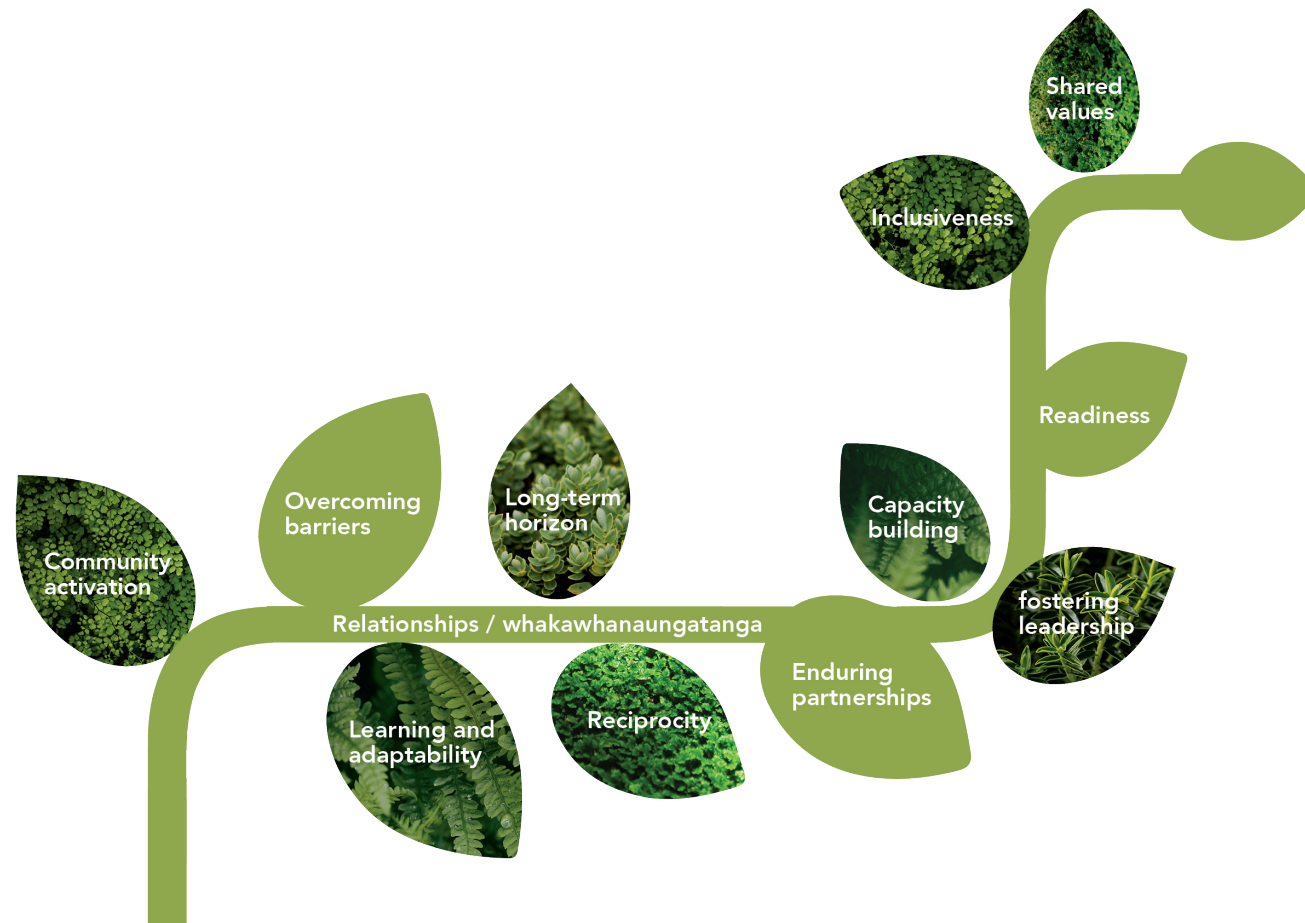 Shared
values
Inclusiveness
Readiness
Overcoming
barriers
Long-term
horizon
Capacity
building
Community
activation
fostering
leadership
Relationships / whakawhanaungatanga
Enduring
partnerships
Learning and
adaptability
Reciprocity